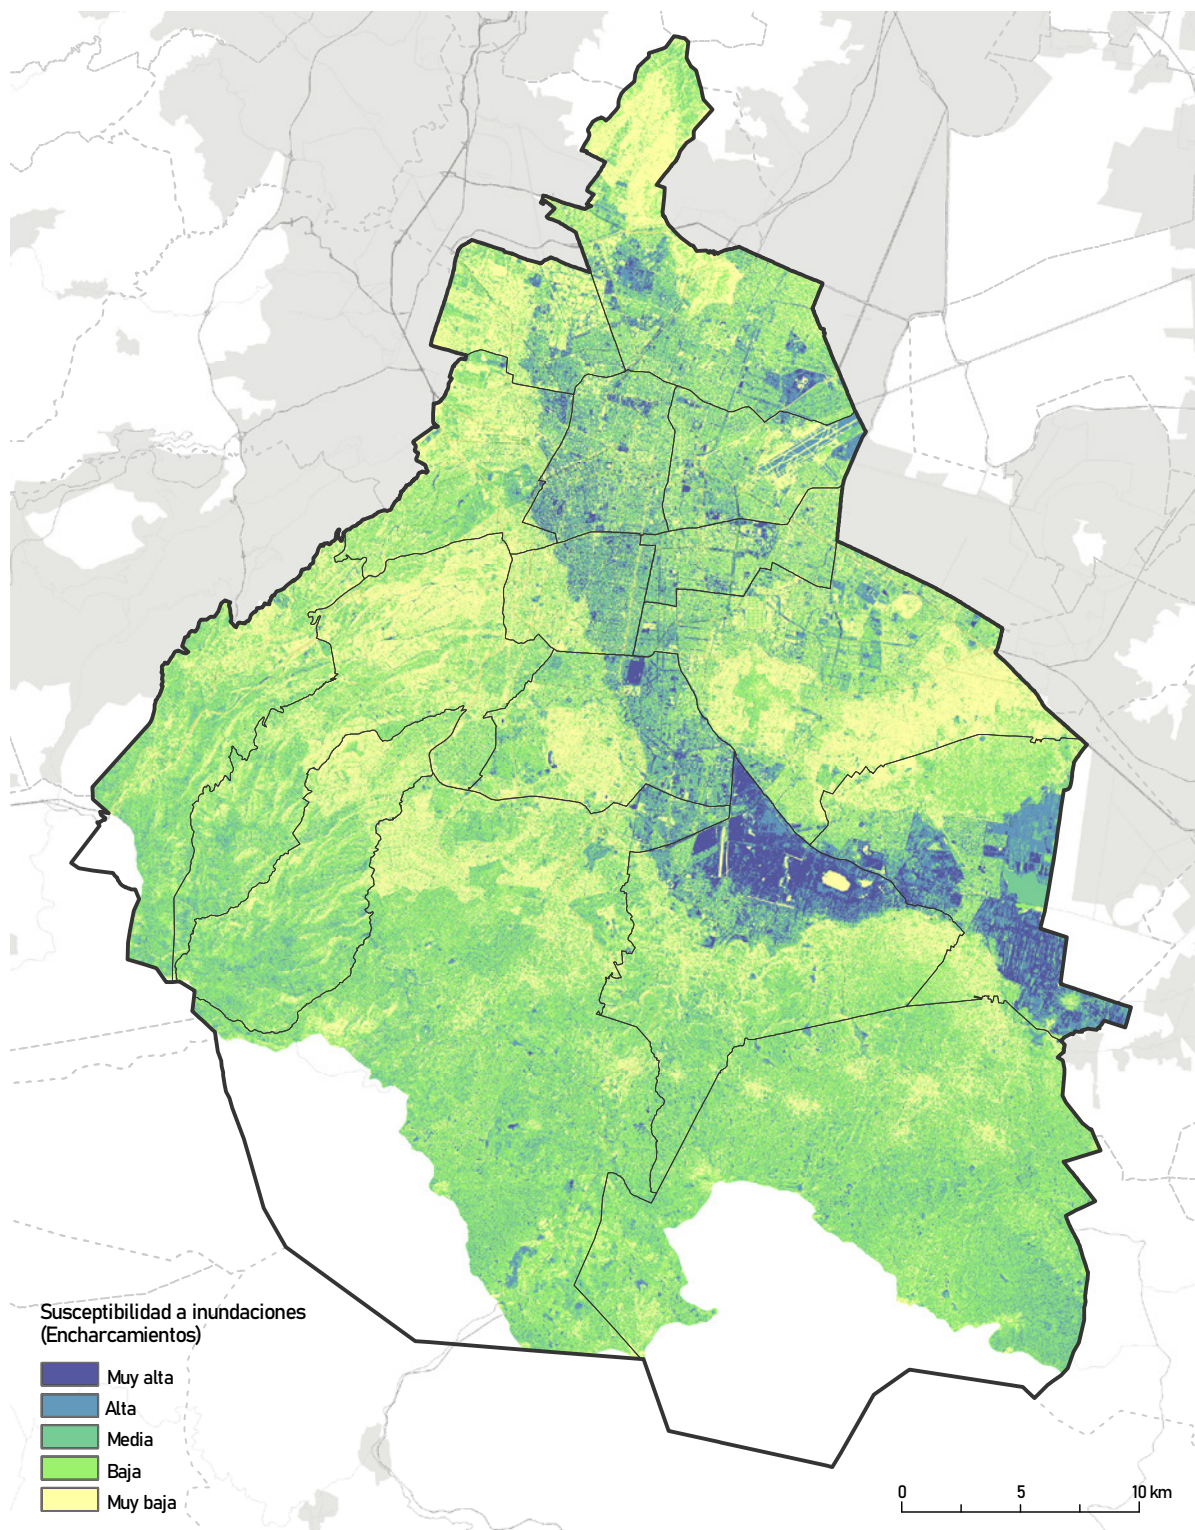 Susceptibilidad a inundaciones
(Encharcamientos)
Muy alta
Alta
Media
Baja
Muy baja
0 5 10 km